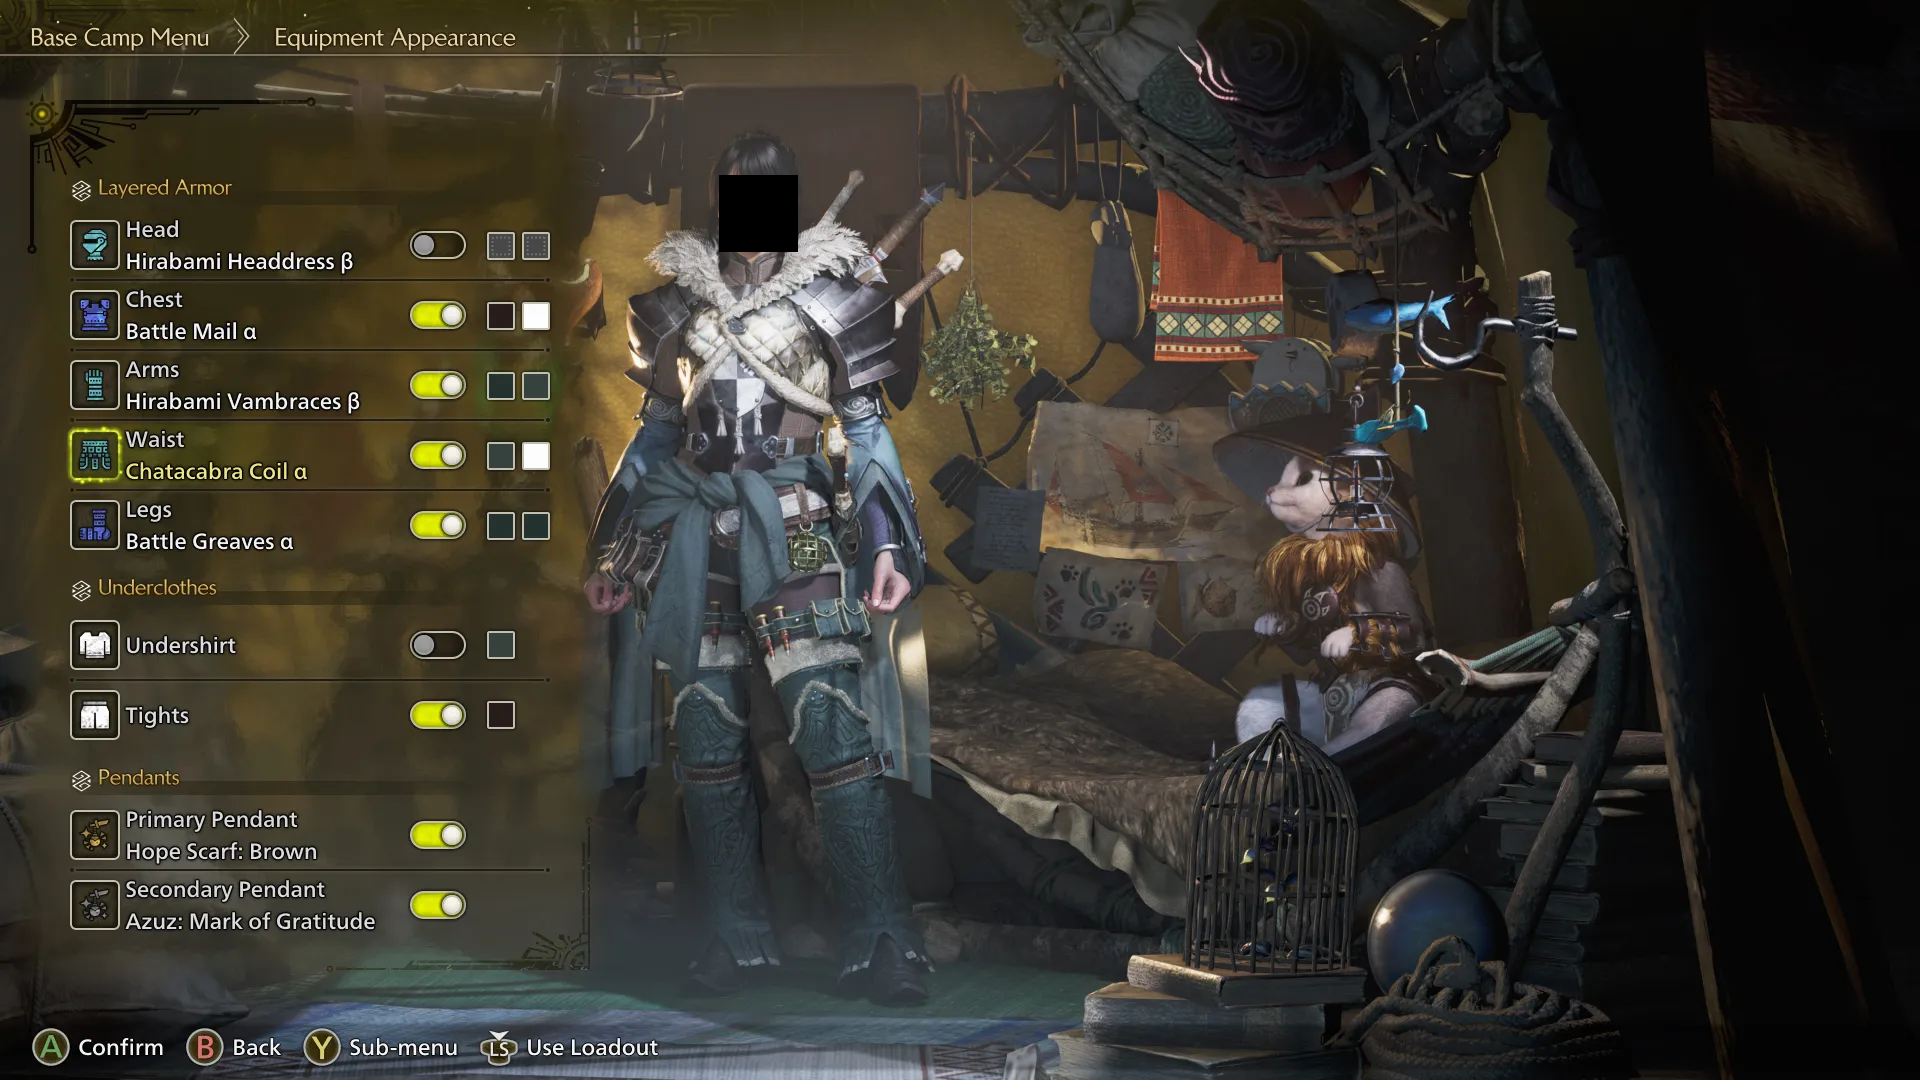 Base Camp Menu
Equipment Appearance
Layered Armor
Head
Hirabami Headdress β
Chest
Battle Mail α
Arms
Hirabami Vambraces β
Waist
Chatacabra Coil α
Legs
Battle Greaves α
Underclothes
Undershirt
Tights
Pendants
Primary Pendant
Hope Scarf: Brown
Secondary Pendant
Azuz: Mark of Gratitude
A Confirm
B Back
Y Sub-menu
LS Use Loadout